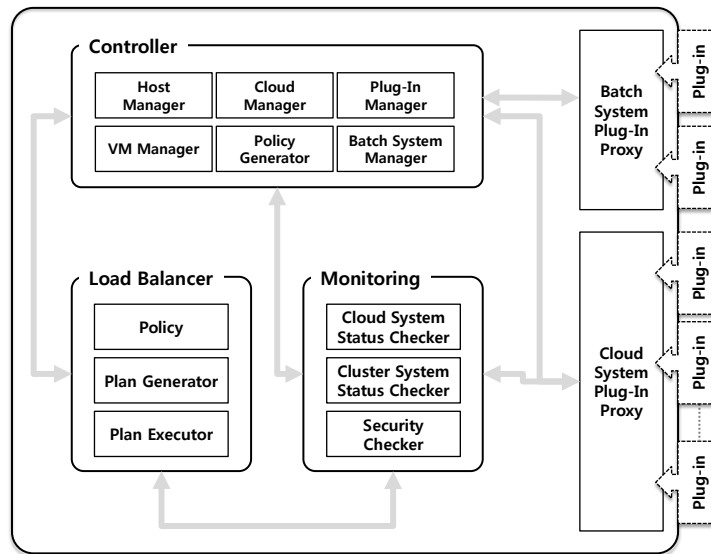 Controller
Host
Manager
Cloud
Manager
Plug-In
Manager
VM Manager
Policy
Generator
Batch System
Manager
Batch
System
Plug-In
Proxy
Plug-in
Plug-in
Load Balancer
Policy
Plan Generator
Plan Executor
Monitoring
Cloud System
Status Checker
Cluster System
Status Checker
Security
Checker
Cloud
System
Plug-In
Proxy
Plug-in
Plug-in
Plug-in